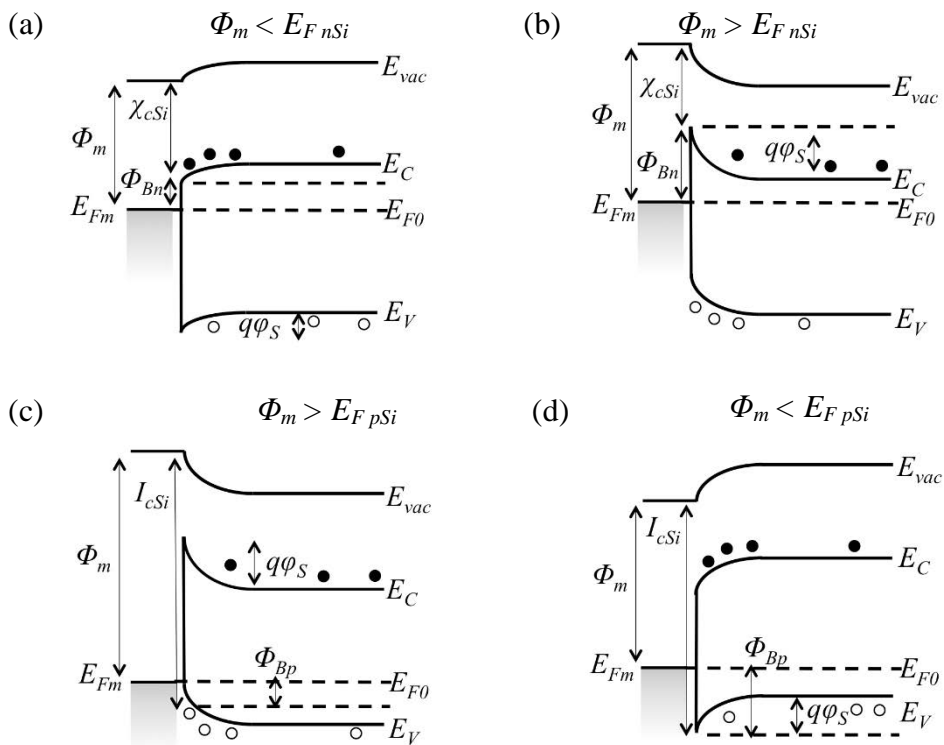 (a) Φm < EF nSi
Evac
χcSi
Φm
ΦBn
EC
EFm
EF0
EV
qφS
(b) Φm > EF nSi
Evac
χcSi
Φm
qφS
ΦBn
EC
EFm
EF0
EV
(c) Φm > EF pSi
IcSi
Evac
Φm
qφS
EC
ΦBp
EFm
EF0
EV
(d) Φm < EF pSi
Evac
IcSi
EC
Φm
ΦBp
EFm
EF0
qφS
EV